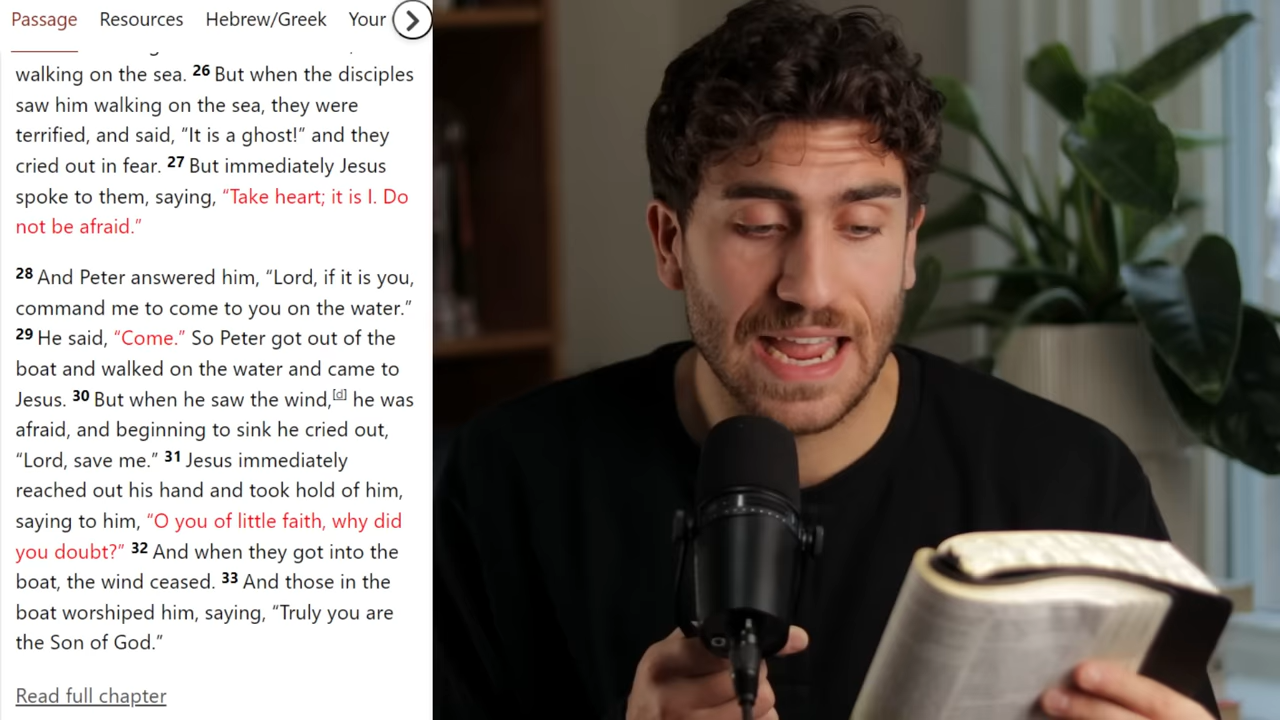 Passage Resources Hebrew/Greek Your
walking on the sea. 26 But when the disciples
saw him walking on the sea, they were
terrified, and said, “It is a ghost!” and they
cried out in fear. 27 But immediately Jesus
spoke to them, saying, “Take heart; it is I. Do
not be afraid.”
28 And Peter answered him, “Lord, if it is you,
command me to come to you on the water.”
29 He said, “Come.” So Peter got out of the
boat and walked on the water and came to
Jesus. 30 But when he saw the wind,[d] he was
afraid, and beginning to sink he cried out,
“Lord, save me.” 31 Jesus immediately
reached out his hand and took hold of him,
saying to him, “O you of little faith, why did
you doubt?” 32 And when they got into the
boat, the wind ceased. 33 And those in the
boat worshiped him, saying, “Truly you are
the Son of God.”
Read full chapter